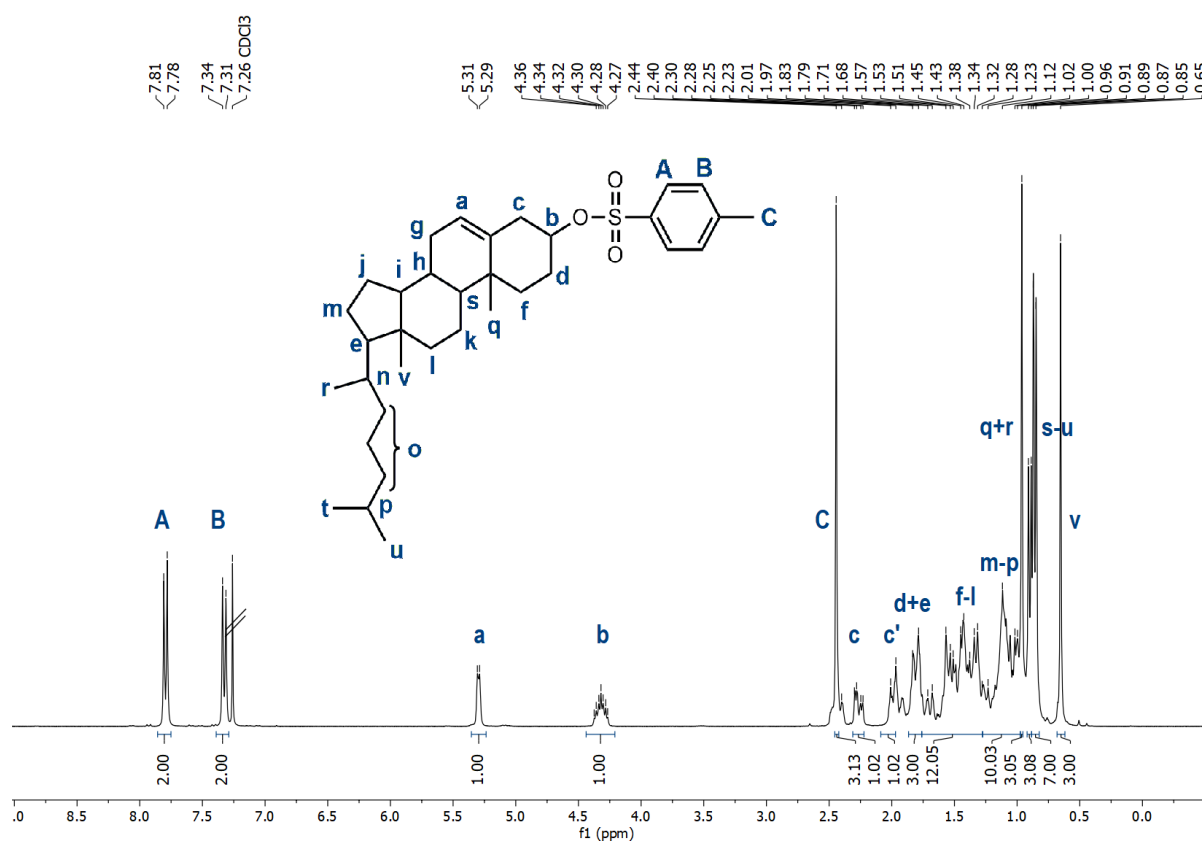 7.81
7.78
7.34
7.31
7.26 CDCl3
5.31
5.29
4.36
4.34
4.32
4.30
4.28
4.27
2.44
2.40
2.30
2.28
2.25
2.23
2.01
1.97
1.83
1.79
1.71
1.68
1.57
1.53
1.51
1.45
1.43
1.38
1.34
1.32
1.28
1.23
1.12
1.02
1.00
0.96
0.91
0.89
0.87
0.85
0.65
A B
O
a c b O S C
g O
d
h
j i
s f
m q
k
e l
v
r n
o
t p
u
q+r s-u
A B C v
m-p
d+e f-l
a b c c'
2.00
2.00
1.00
1.00
3.13
1.02
1.02
3.00
12.05
10.03
3.05
3.08
7.00
3.00
.0 8.5 8.0 7.5 7.0 6.5 6.0 5.5 5.0 4.5 4.0 3.5 3.0 2.5 2.0 1.5 1.0 0.5 0.0
f1 (ppm)